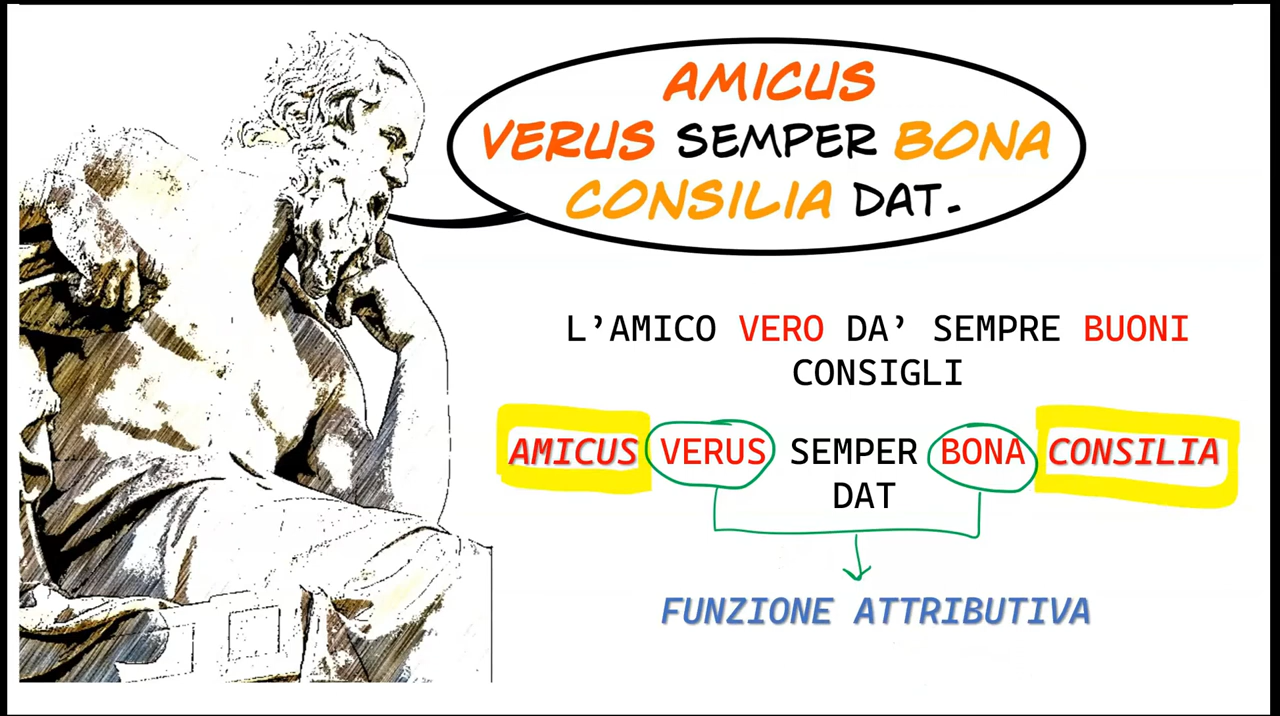 AMICUS
VERUS SEMPER BONA
CONSILIA DAT.
L’AMICO VERO DA’ SEMPRE BUONI
CONSIGLI
AMICUS VERUS SEMPER BONA CONSILIA
DAT
FUNZIONE ATTRIBUTIVA